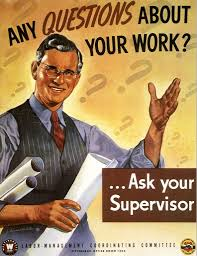 ANY QUESTIONS ABOUT
YOUR WORK?
...Ask your
Supervisor
W
LABOR-MANAGEMENT COORDINATING COMMITTEE